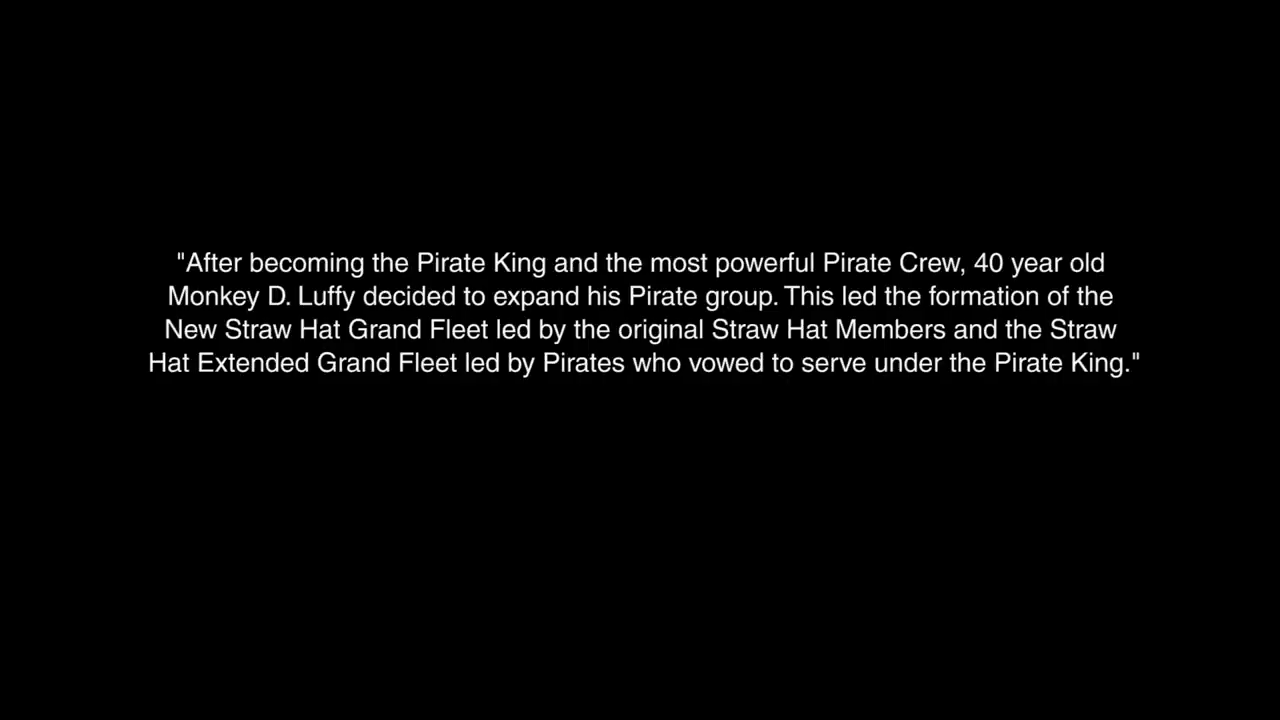 "After becoming the Pirate King and the most powerful Pirate Crew, 40 year old
Monkey D. Luffy decided to expand his Pirate group. This led the formation of the
New Straw Hat Grand Fleet led by the original Straw Hat Members and the Straw
Hat Extended Grand Fleet led by Pirates who vowed to serve under the Pirate King."